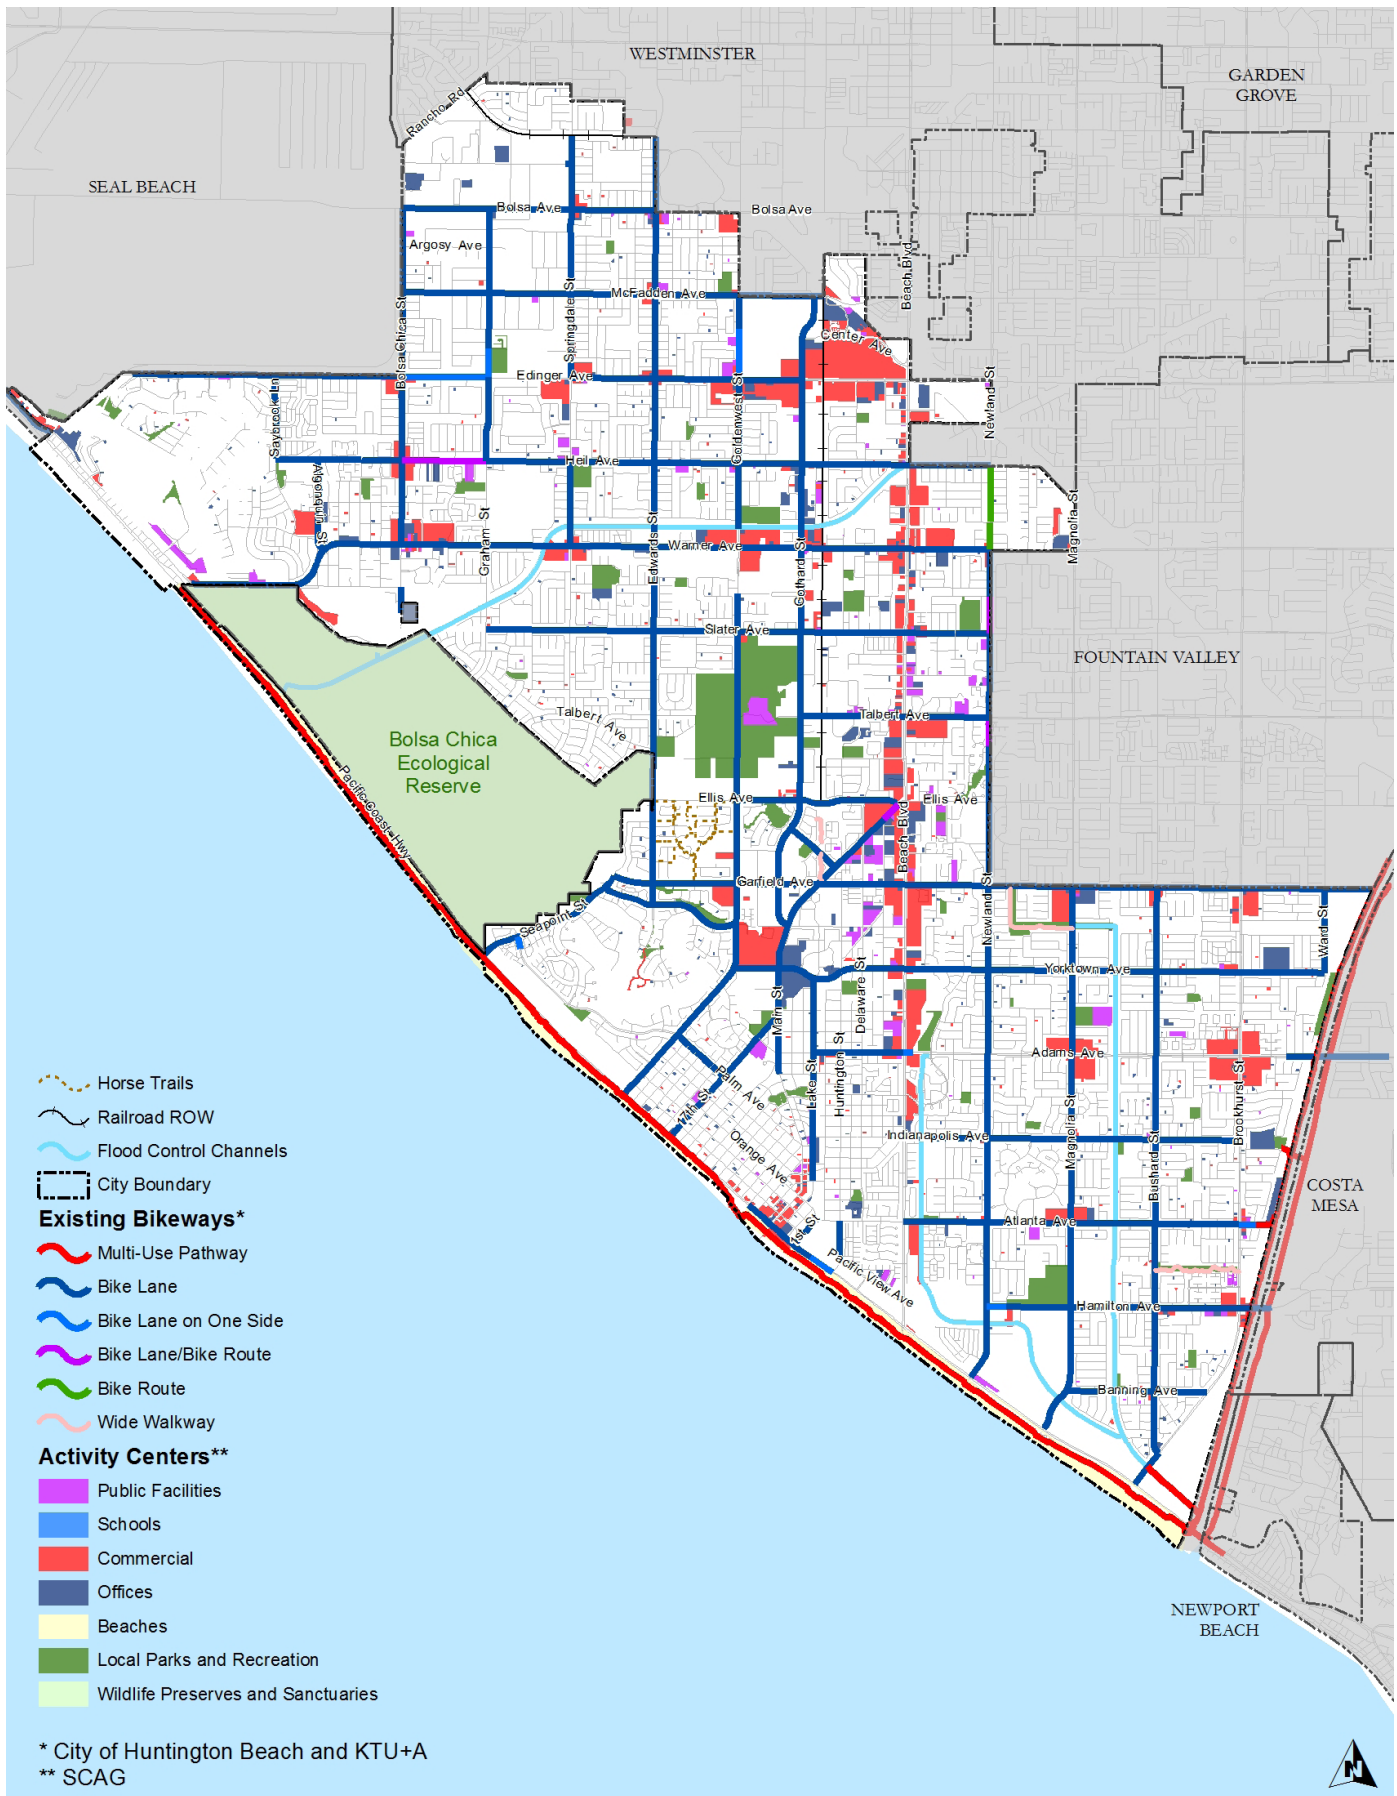 WESTMINSTER
GARDEN
GROVE
Rancho Rd
SEAL BEACH
Bolsa Ave
Bolsa Ave
Argosy Ave
Beach Blvd
McFadden Ave
Springdale St
Bolsa Chica St
Center Ave
Edinger Ave
Saybrook Ln
Goldenwest St
Newland St
Heil Ave
Algonquin St
Magnolia St
Graham St
Edwards St
Warner Ave
Gothard St
Slater Ave
FOUNTAIN VALLEY
Talbert Ave
Talbert Ave
Bolsa Chica
Ecological
Reserve
Pacific Coast Hwy
Ellis Ave
Ellis Ave
Beach Blvd
Garfield Ave
Newland St
Seapoint St
Ward St
Yorktown Ave
Main St
Delaware St
Adams Ave
Huntington St
Lake St
Palm Ave
17th St
Brookhurst St
Magnolia St
Indianapolis Ave
Bushard St
Orange Ave
COSTA
MESA
Atlanta Ave
1st St
Pacific View Ave
Hamilton Ave
Banning Ave
NEWPORT
BEACH
Horse Trails
Railroad ROW
Flood Control Channels
City Boundary
Existing Bikeways*
Multi-Use Pathway
Bike Lane
Bike Lane on One Side
Bike Lane/Bike Route
Bike Route
Wide Walkway
Activity Centers**
Public Facilities
Schools
Commercial
Offices
Beaches
Local Parks and Recreation
Wildlife Preserves and Sanctuaries
* City of Huntington Beach and KTU+A
** SCAG
N